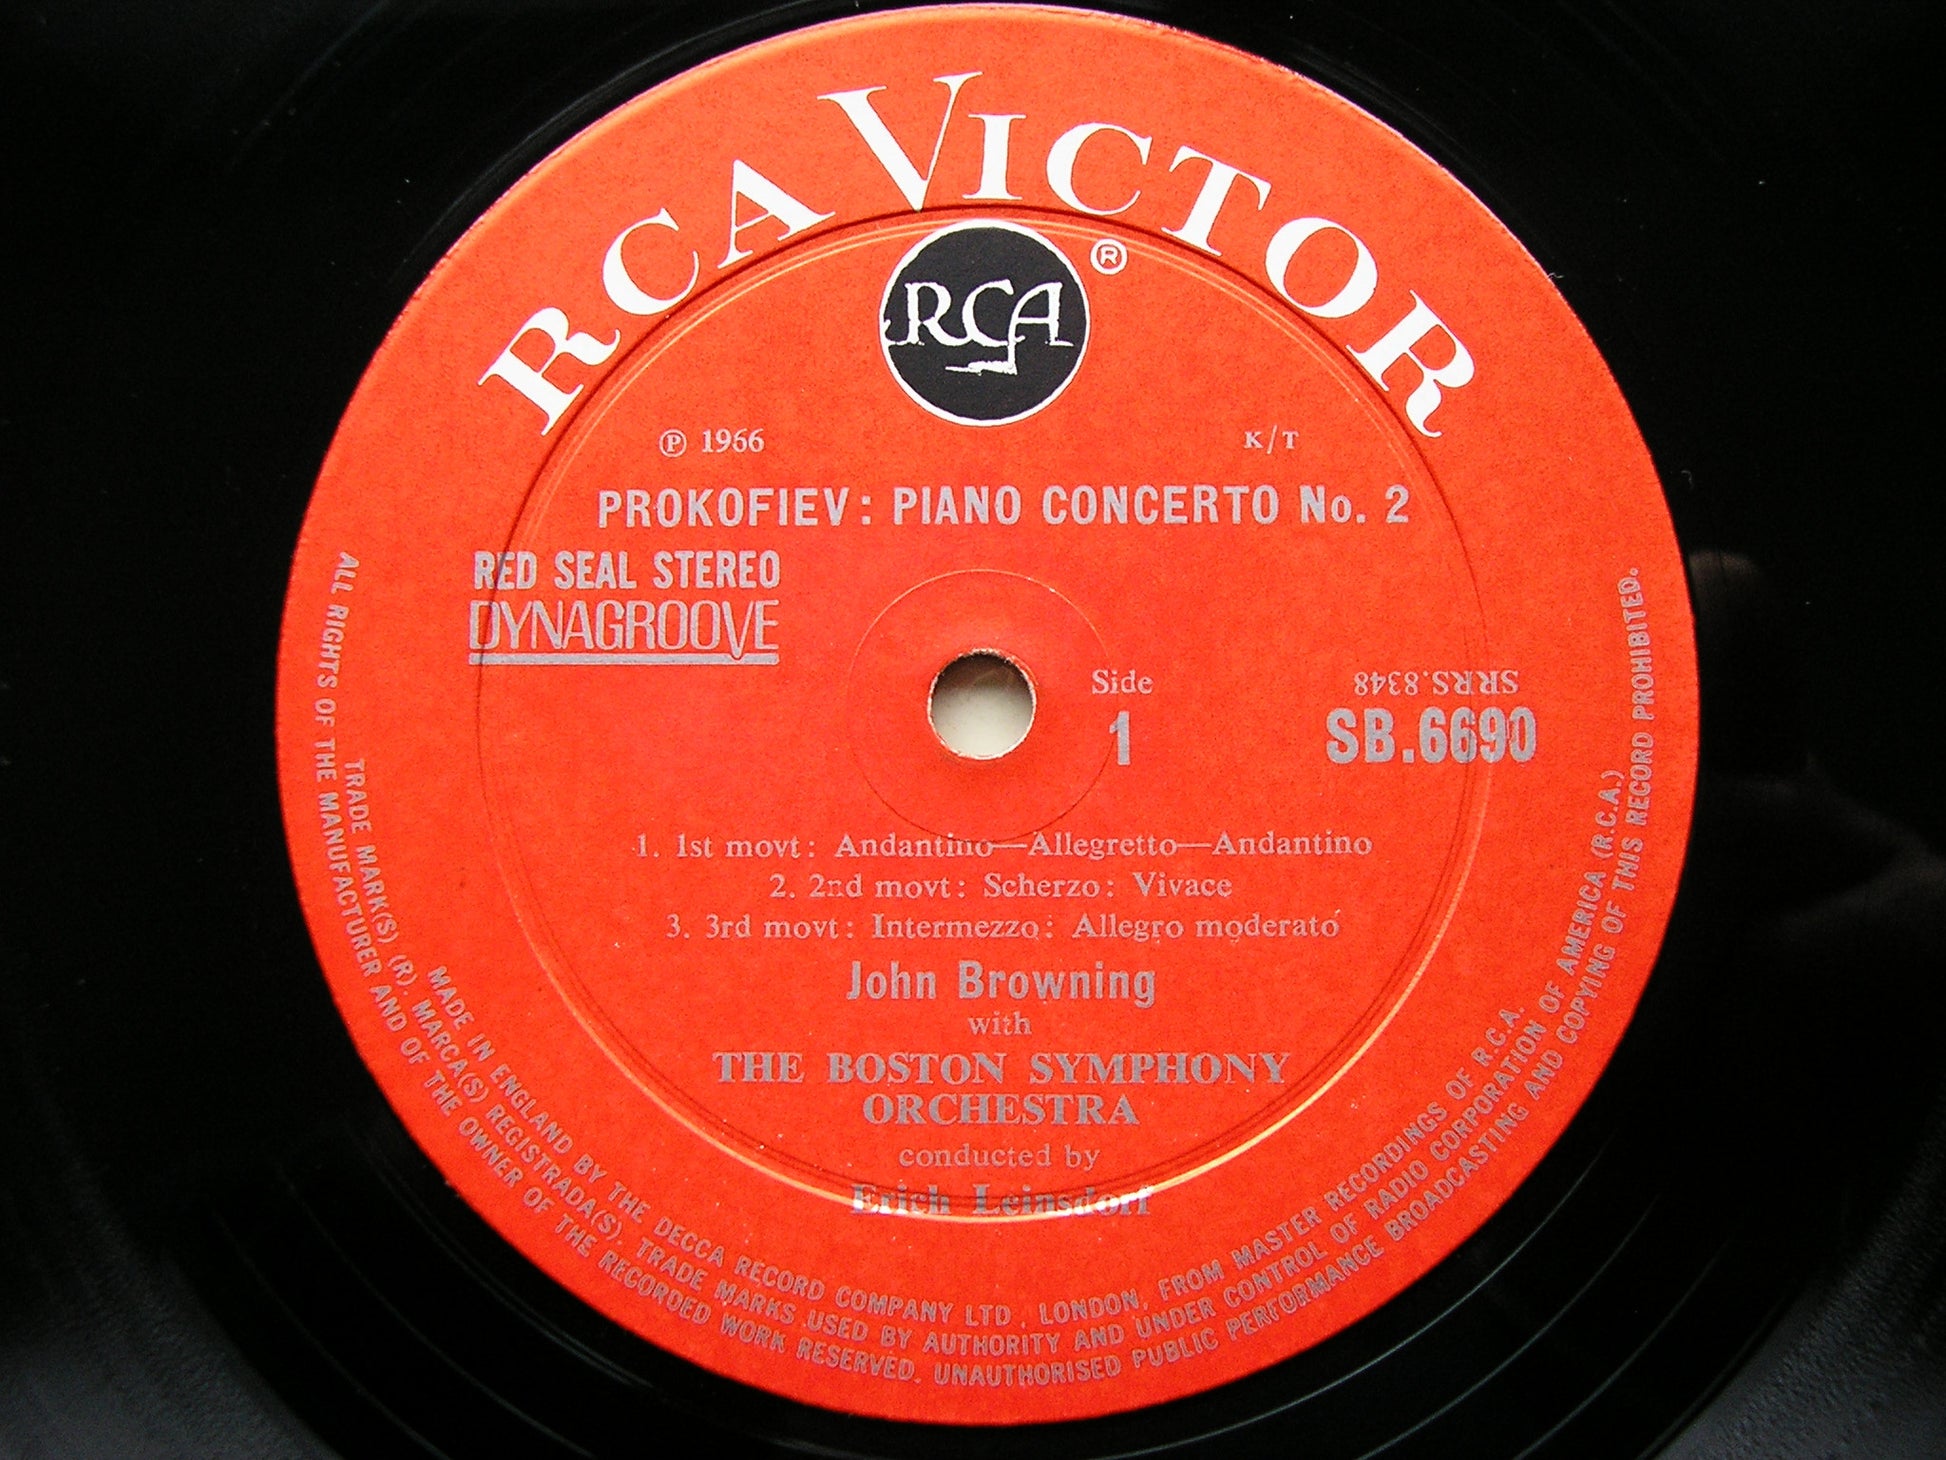 RCA VICTOR
RCA
®
℗ 1966
K/T
PROKOFIEV: PIANO CONCERTO No. 2
RED SEAL STEREO
DYNAGROOVE
Side
1
SRRS.8348
SB.6690
1. 1st movt: Andantino—Allegretto—Andantino
2. 2nd movt: Scherzo: Vivace
3. 3rd movt: Intermezzo: Allegro moderato
John Browning
with
THE BOSTON SYMPHONY
ORCHESTRA
conducted by
Erich Leinsdorf
MADE IN ENGLAND BY THE DECCA RECORD COMPANY LTD., LONDON, FROM MASTER RECORDINGS OF R.C.A.
TRADE MARK(S) (R). MARCA(S) REGISTRADA(S). TRADE MARKS USED BY AUTHORITY AND UNDER CONTROL OF RADIO CORPORATION OF AMERICA (R.C.A.)
ALL RIGHTS OF THE MANUFACTURER AND OF THE OWNER OF THE RECORDED WORK RESERVED. UNAUTHORISED PUBLIC PERFORMANCE BROADCASTING AND COPYING OF THIS RECORD PROHIBITED.